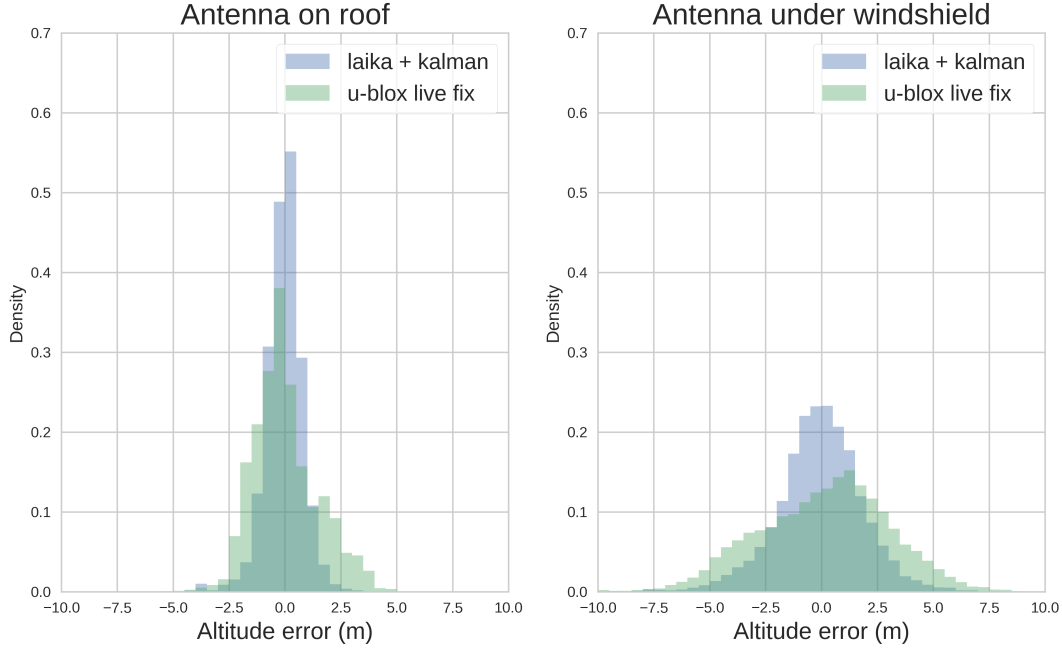 Antenna on roof
0.7
0.6
0.5
0.4
0.3
0.2
0.1
0.0
Density
laika + kalman
u-blox live fix
−10.0 −7.5 −5.0 −2.5 0.0 2.5 5.0 7.5 10.0
Altitude error (m)
Antenna under windshield
0.7
0.6
0.5
0.4
0.3
0.2
0.1
0.0
Density
laika + kalman
u-blox live fix
−10.0 −7.5 −5.0 −2.5 0.0 2.5 5.0 7.5 10.0
Altitude error (m)